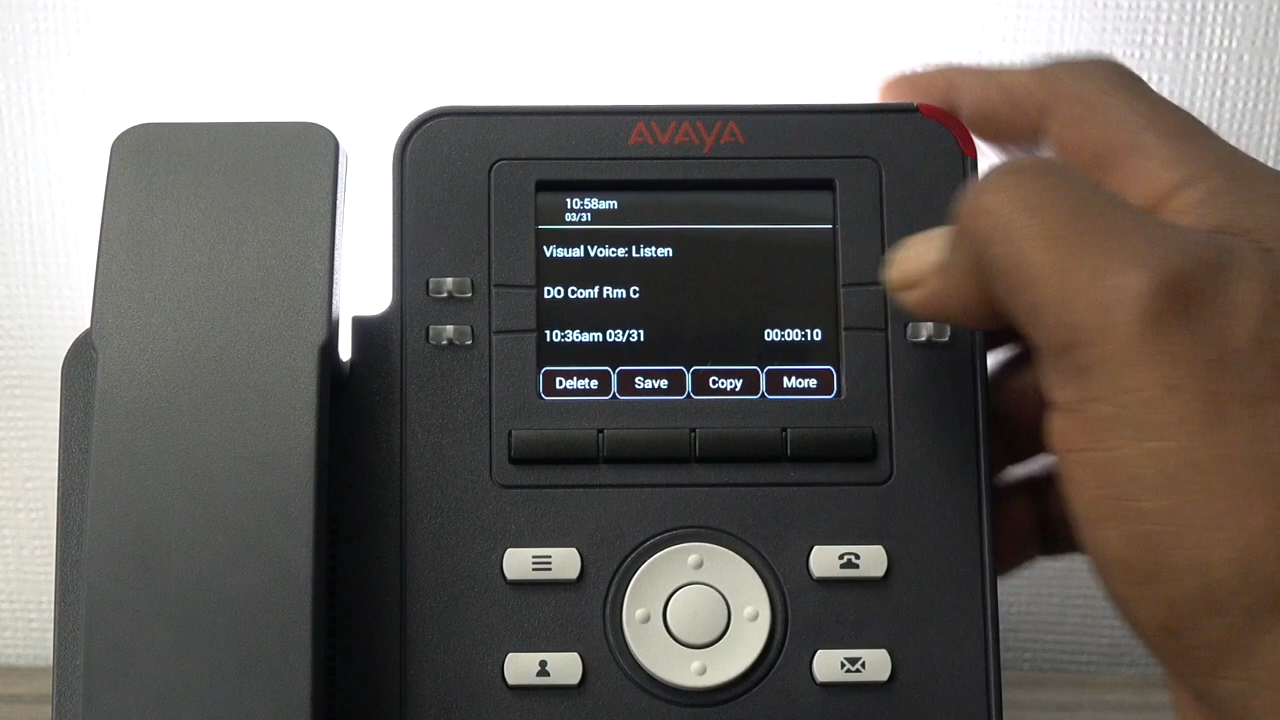 AVAYA
10:58am
03/31
Visual Voice: Listen
DO Conf Rm C
10:36am 03/31 00:00:10
Delete Save Copy More